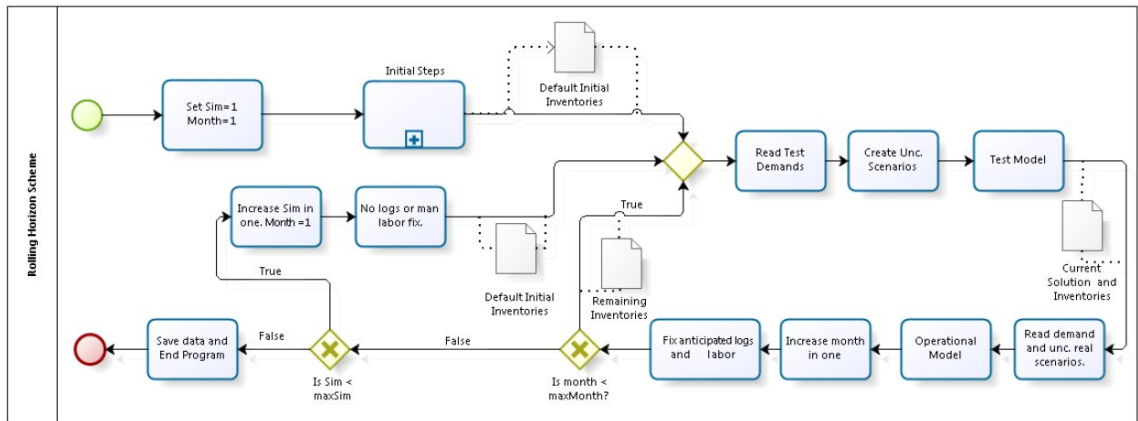 Rolling Horizon Scheme
Initial Steps
Set Sim=1
Month=1
Default Initial
Inventories
Read Test
Demands
Create Unc.
Scenarios
Test Model
Increase Sim in
one. Month =1
No logs or man
labor fix.
True
True
Default Initial
Inventories
Remaining
Inventories
Current
Solution and
Inventories
Save data and
End Program
False
Is Sim <
maxSim
False
Is month <
maxMonth?
Fix anticipated logs
and labor
Increase month
in one
Operational
Model
Read demand
and unc. real
scenarios.